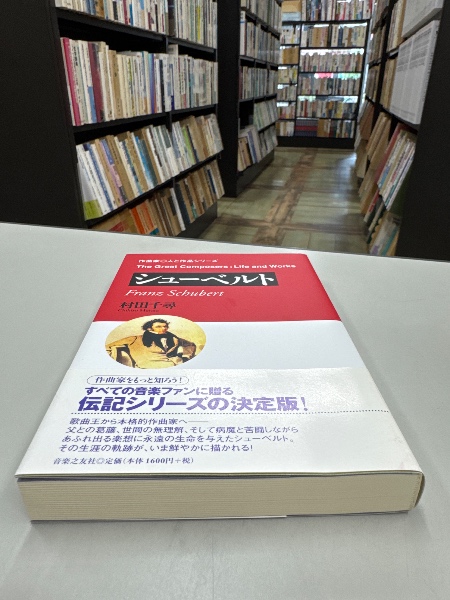 作曲家◎人と作品シリーズ
The Great Composers : Life and Works
シューベルト
Franz Schubert
村田千尋
作曲家をもっと知ろう！
すべての音楽ファンに贈る
伝記シリーズの決定版！
歌曲王から本格的作曲家へ――
父との葛藤、世間の無理解、そして病魔と苦闘しながら
あふれ出る楽想に永遠の生命を与えたシューベルト。
その生涯の軌跡が、いま鮮やかに描かれる！
音楽之友社◎定価（本体1600円＋税）